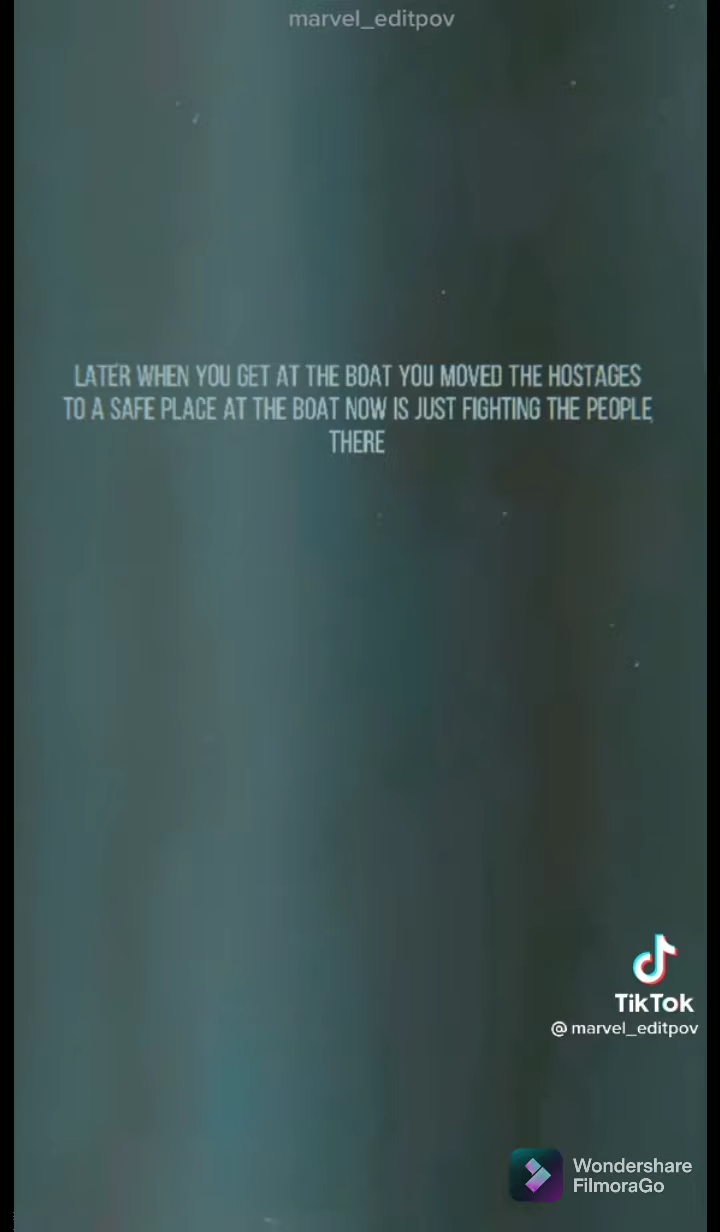 marvel_editpov
LATER WHEN YOU GET AT THE BOAT YOU MOVED THE HOSTAGES
TO A SAFE PLACE AT THE BOAT NOW IS JUST FIGHTING THE PEOPLE
THERE
TikTok
@marvel_editpov
Wondershare
FilmoraGo